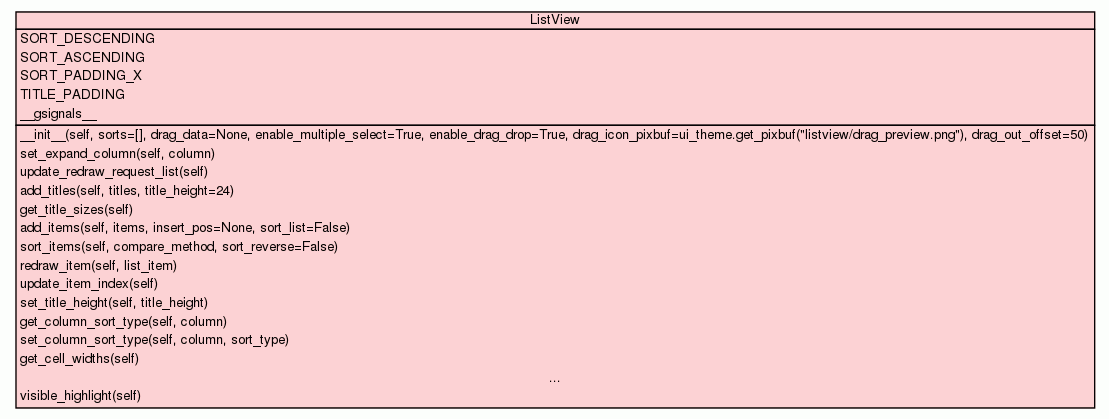 ListView
SORT_DESCENDING
SORT_ASCENDING
SORT_PADDING_X
TITLE_PADDING
__gsignals__
__init__(self, sorts=[], drag_data=None, enable_multiple_select=True, enable_drag_drop=True, drag_icon_pixbuf=ui_theme.get_pixbuf("listview/drag_preview.png"), drag_out_offset=50)
set_expand_column(self, column)
update_redraw_request_list(self)
add_titles(self, titles, title_height=24)
get_title_sizes(self)
add_items(self, items, insert_pos=None, sort_list=False)
sort_items(self, compare_method, sort_reverse=False)
redraw_item(self, list_item)
update_item_index(self)
set_title_height(self, title_height)
get_column_sort_type(self, column)
set_column_sort_type(self, column, sort_type)
get_cell_widths(self)
...
visible_highlight(self)